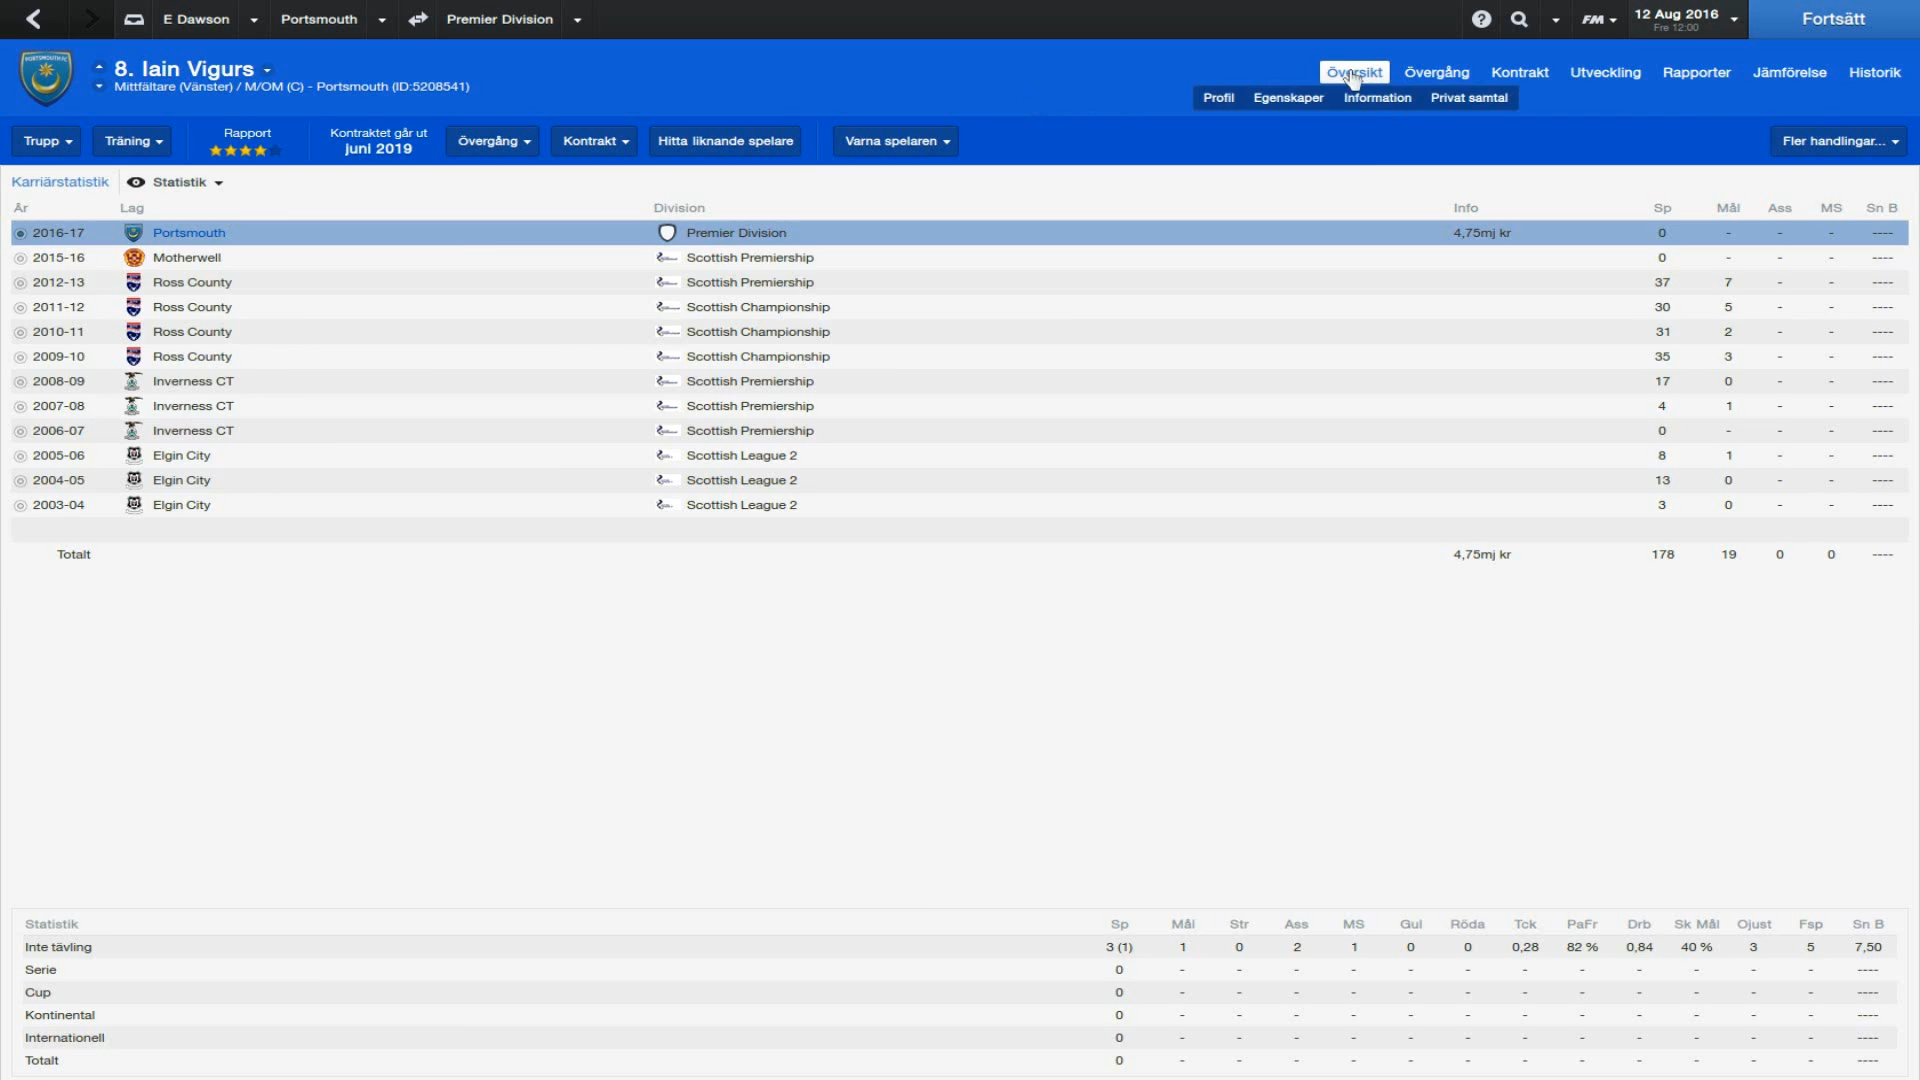 E Dawson Portsmouth Premier Division FM 12 Aug 2016 Fre 12:00 Fortsätt
PORTSMOUTH F.C.
8. Iain Vigurs
Mittfältare (Vänster) / M/OM (C) - Portsmouth (ID:5208541)
Översikt Övergång Kontrakt Utveckling Rapporter Jämförelse Historik
Profil Egenskaper Information Privat samtal
Trupp Träning Rapport Kontraktet går ut juni 2019 Övergång Kontrakt Hitta liknande spelare Varna spelaren Fler handlingar...
Karriärstatistik Statistik
År Lag Division Info Sp Mål Ass MS Sn B
2016-17 Portsmouth Premier Division 4,75mj kr 0 - - - ----
2015-16 Motherwell Scottish Premiership 0 - - - ----
2012-13 Ross County Scottish Premiership 37 7 - - ----
2011-12 Ross County Scottish Championship 30 5 - - ----
2010-11 Ross County Scottish Championship 31 2 - - ----
2009-10 Ross County Scottish Championship 35 3 - - ----
2008-09 Inverness CT Scottish Premiership 17 0 - - ----
2007-08 Inverness CT Scottish Premiership 4 1 - - ----
2006-07 Inverness CT Scottish Premiership 0 - - - ----
2005-06 Elgin City Scottish League 2 8 1 - - ----
2004-05 Elgin City Scottish League 2 13 0 - - ----
2003-04 Elgin City Scottish League 2 3 0 - - ----
Totalt 4,75mj kr 178 19 0 0 ----
Statistik Sp Mål Str Ass MS Gul Röda Tck PaFr Drb Sk Mål Ojust Fsp Sn B
Inte tävling 3 (1) 1 0 2 1 0 0 0,28 82 % 0,84 40 % 3 5 7,50
Serie 0 - - - - - - - - - - - - ----
Cup 0 - - - - - - - - - - - - ----
Kontinental 0 - - - - - - - - - - - - ----
Internationell 0 - - - - - - - - - - - - ----
Totalt 0 - - - - - - - - - - - - ----